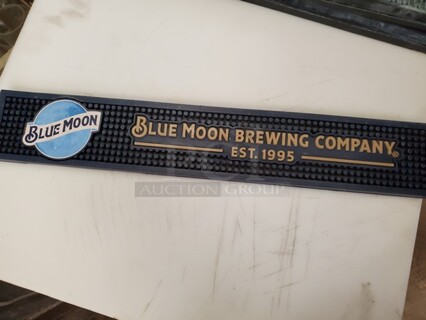 BLUE MOON
BLUE MOON BREWING COMPANY®
EST. 1995
AUCTION GROUP